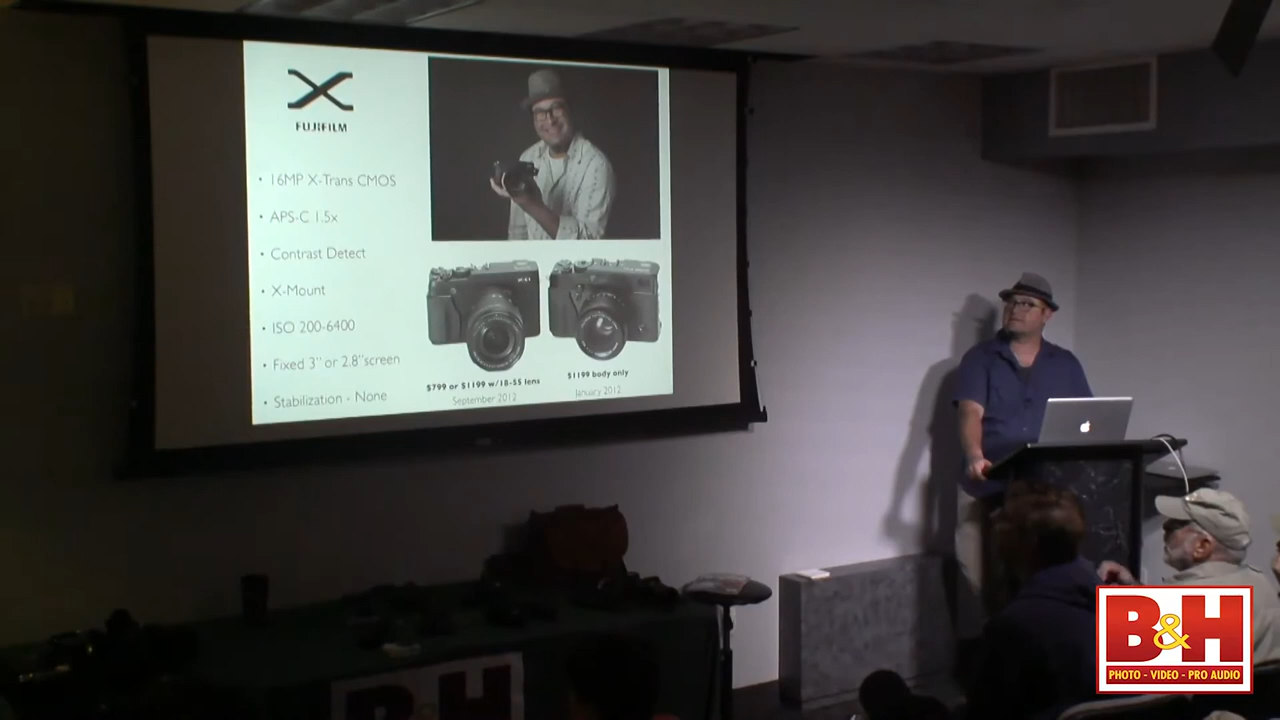 X
FUJIFILM
• 16MP X-Trans CMOS
• APS-C 1.5x
• Contrast Detect
• X-Mount
• ISO 200-6400
• Fixed 3" or 2.8"screen
• Stabilization - None
X-E1
$799 or $1199 w/18-55 lens
September 2012
$1199 body only
January 2012
B&H
B&H
PHOTO - VIDEO - PRO AUDIO